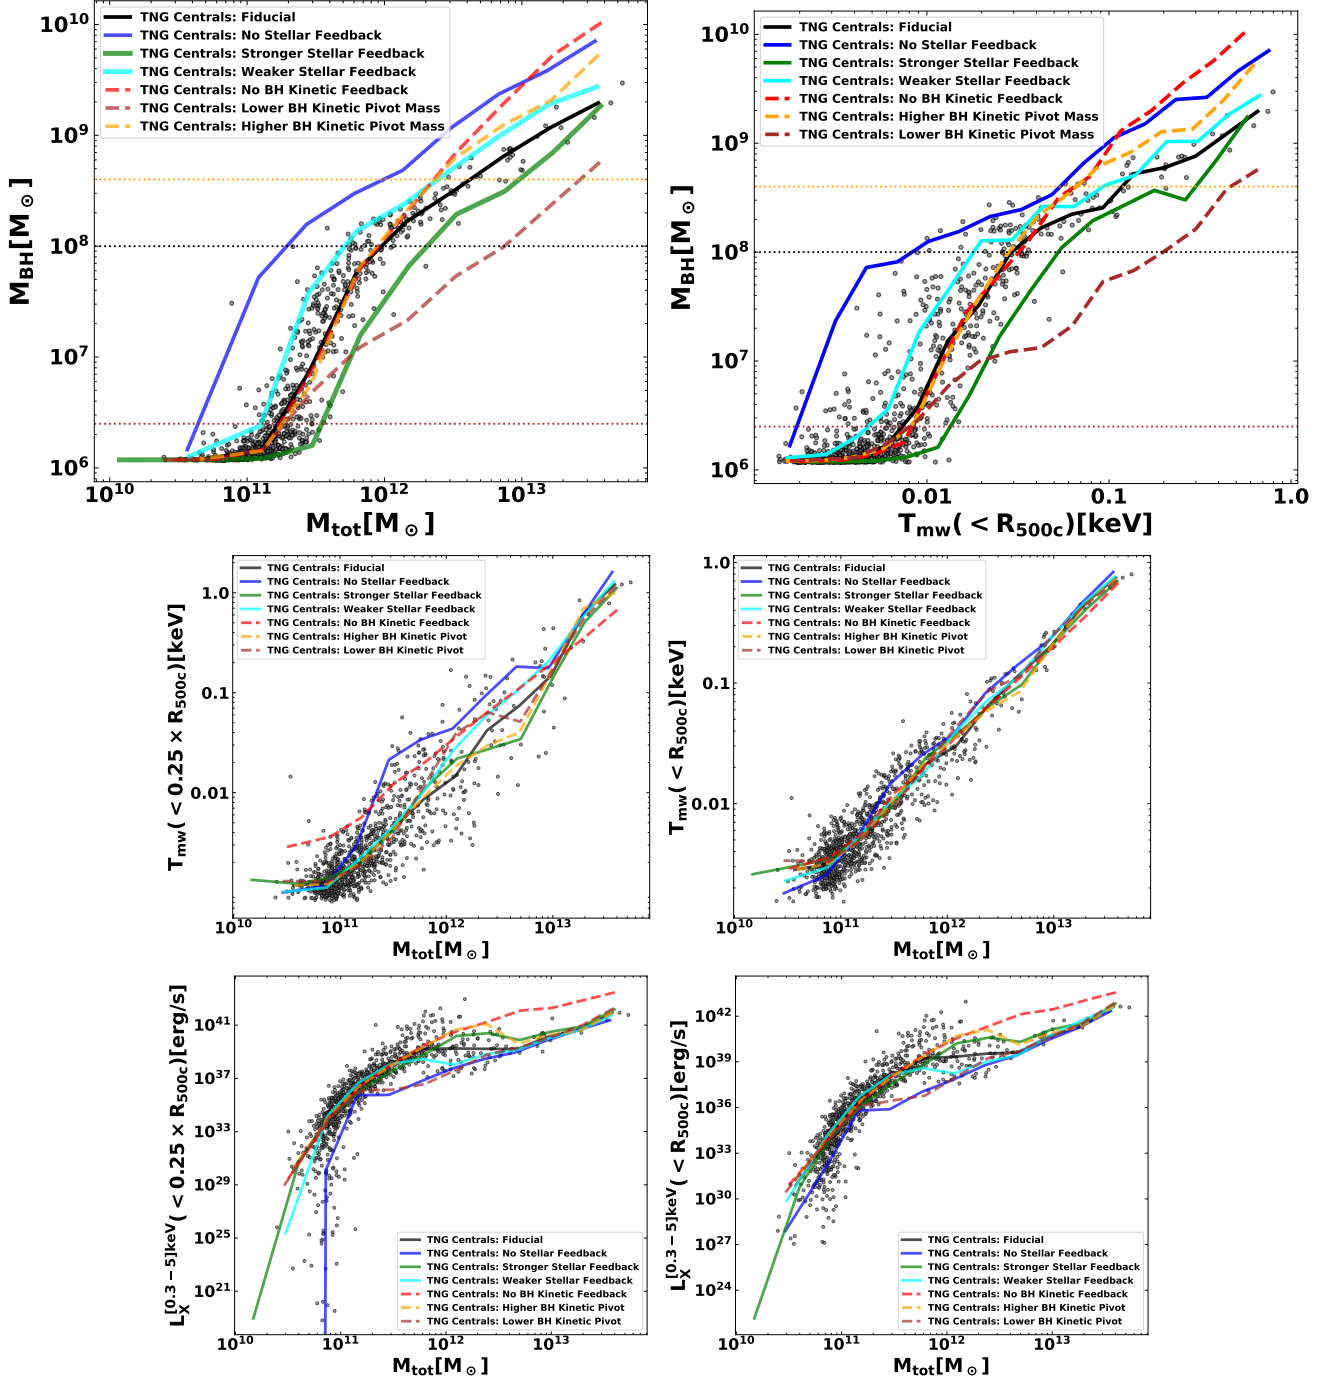 TNG Centrals: Fiducial
TNG Centrals: No Stellar Feedback
TNG Centrals: Stronger Stellar Feedback
TNG Centrals: Weaker Stellar Feedback
TNG Centrals: No BH Kinetic Feedback
TNG Centrals: Lower BH Kinetic Pivot Mass
TNG Centrals: Higher BH Kinetic Pivot Mass
10^10
10^9
10^8
10^7
10^6
M_BH[M_⊙]
10^10 10^11 10^12 10^13
M_tot[M_⊙]
TNG Centrals: Fiducial
TNG Centrals: No Stellar Feedback
TNG Centrals: Stronger Stellar Feedback
TNG Centrals: Weaker Stellar Feedback
TNG Centrals: No BH Kinetic Feedback
TNG Centrals: Higher BH Kinetic Pivot Mass
TNG Centrals: Lower BH Kinetic Pivot Mass
10^10
10^9
10^8
10^7
10^6
M_BH[M_⊙]
0.01 0.1 1.0
T_mw(< R_500c)[keV]
TNG Centrals: Fiducial
TNG Centrals: No Stellar Feedback
TNG Centrals: Stronger Stellar Feedback
TNG Centrals: Weaker Stellar Feedback
TNG Centrals: No BH Kinetic Feedback
TNG Centrals: Higher BH Kinetic Pivot
TNG Centrals: Lower BH Kinetic Pivot
1.0
0.1
0.01
T_mw(< 0.25 × R_500c)[keV]
10^10 10^11 10^12 10^13
M_tot[M_⊙]
TNG Centrals: Fiducial
TNG Centrals: No Stellar Feedback
TNG Centrals: Stronger Stellar Feedback
TNG Centrals: Weaker Stellar Feedback
TNG Centrals: No BH Kinetic Feedback
TNG Centrals: Higher BH Kinetic Pivot
TNG Centrals: Lower BH Kinetic Pivot
1.0
0.1
0.01
T_mw(< R_500c)[keV]
10^10 10^11 10^12 10^13
M_tot[M_⊙]
10^41
10^37
10^33
10^29
10^25
10^21
L_X^[0.3−5]keV(< 0.25 × R_500c)[erg/s]
TNG Centrals: Fiducial
TNG Centrals: No Stellar Feedback
TNG Centrals: Stronger Stellar Feedback
TNG Centrals: Weaker Stellar Feedback
TNG Centrals: No BH Kinetic Feedback
TNG Centrals: Higher BH Kinetic Pivot
TNG Centrals: Lower BH Kinetic Pivot
10^10 10^11 10^12 10^13
M_tot[M_⊙]
10^42
10^39
10^36
10^33
10^30
10^27
10^24
L_X^[0.3−5]keV(< R_500c)[erg/s]
TNG Centrals: Fiducial
TNG Centrals: No Stellar Feedback
TNG Centrals: Stronger Stellar Feedback
TNG Centrals: Weaker Stellar Feedback
TNG Centrals: No BH Kinetic Feedback
TNG Centrals: Higher BH Kinetic Pivot
TNG Centrals: Lower BH Kinetic Pivot
10^10 10^11 10^12 10^13
M_tot[M_⊙]